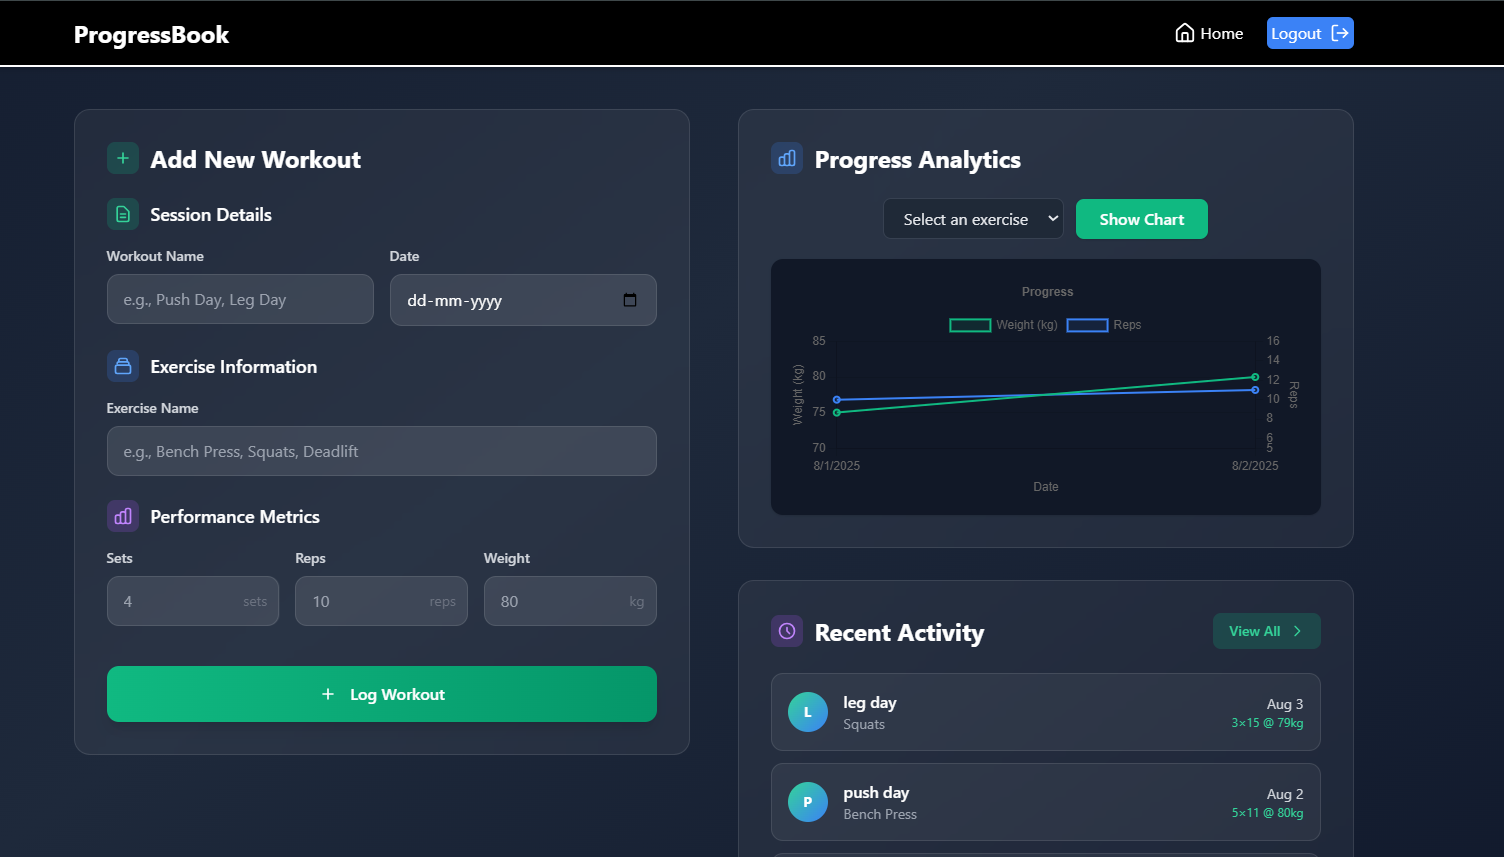 ProgressBook
Home
Logout
Add New Workout
Session Details
Workout Name
Date
e.g., Push Day, Leg Day
dd-mm-yyyy
Exercise Information
Exercise Name
e.g., Bench Press, Squats, Deadlift
Performance Metrics
Sets
Reps
Weight
4 sets
10 reps
80 kg
+ Log Workout
Progress Analytics
Select an exercise
Show Chart
Progress
Weight (kg)
Reps
85
80
75
70
Weight (kg)
16
14
12
10
8
6
5
Reps
8/1/2025
8/2/2025
Date
Recent Activity
View All
L
leg day
Squats
Aug 3
3×15 @ 79kg
P
push day
Bench Press
Aug 2
5×11 @ 80kg